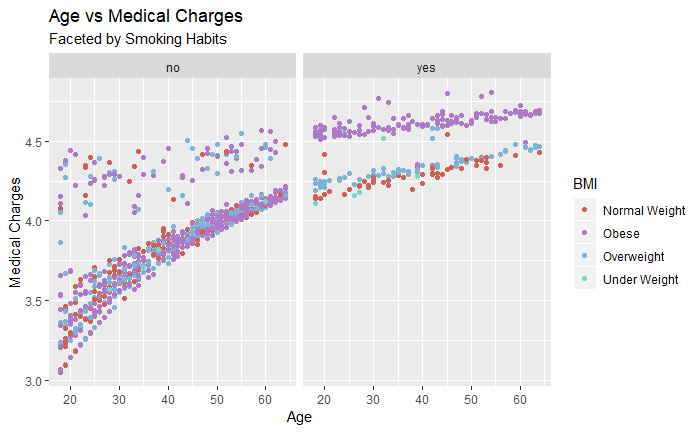 Age vs Medical Charges
Faceted by Smoking Habits
no
yes
Medical Charges
4.5
4.0
3.5
3.0
20 30 40 50 60
20 30 40 50 60
Age
BMI
Normal Weight
Obese
Overweight
Under Weight